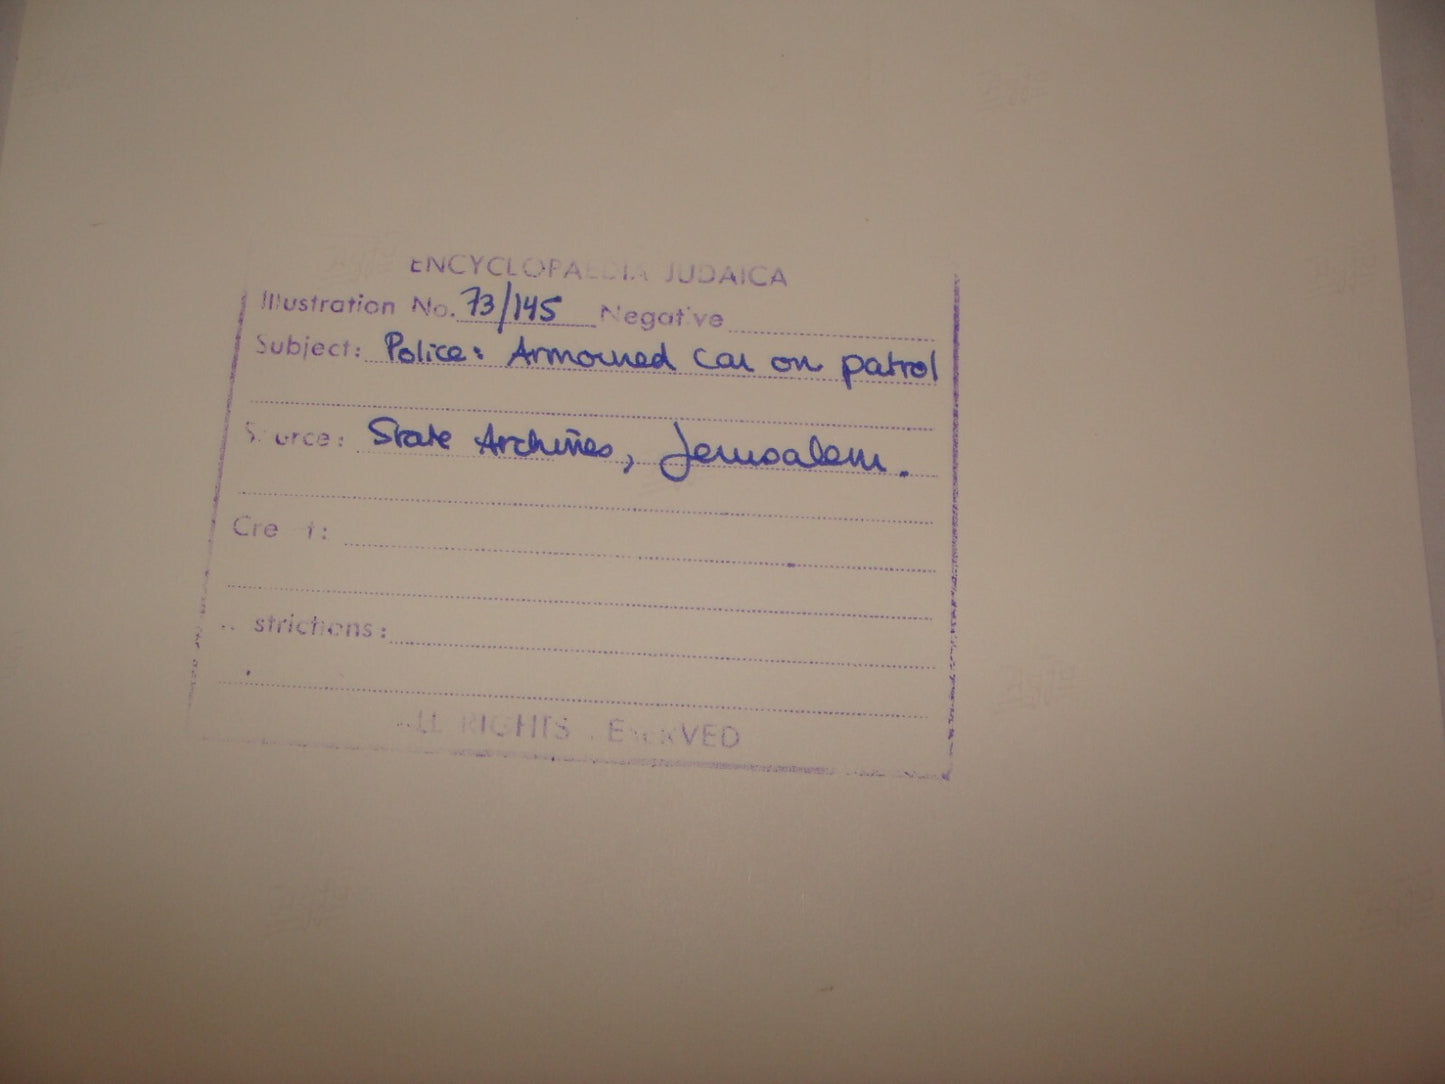 ENCYCLOPAEDIA JUDAICA
Illustration No. 73/145 Negative
Subject: Police: Armoured car on patrol
Source: State Archives, Jerusalem.
Credit:
Restrictions:
ALL RIGHTS RESERVED